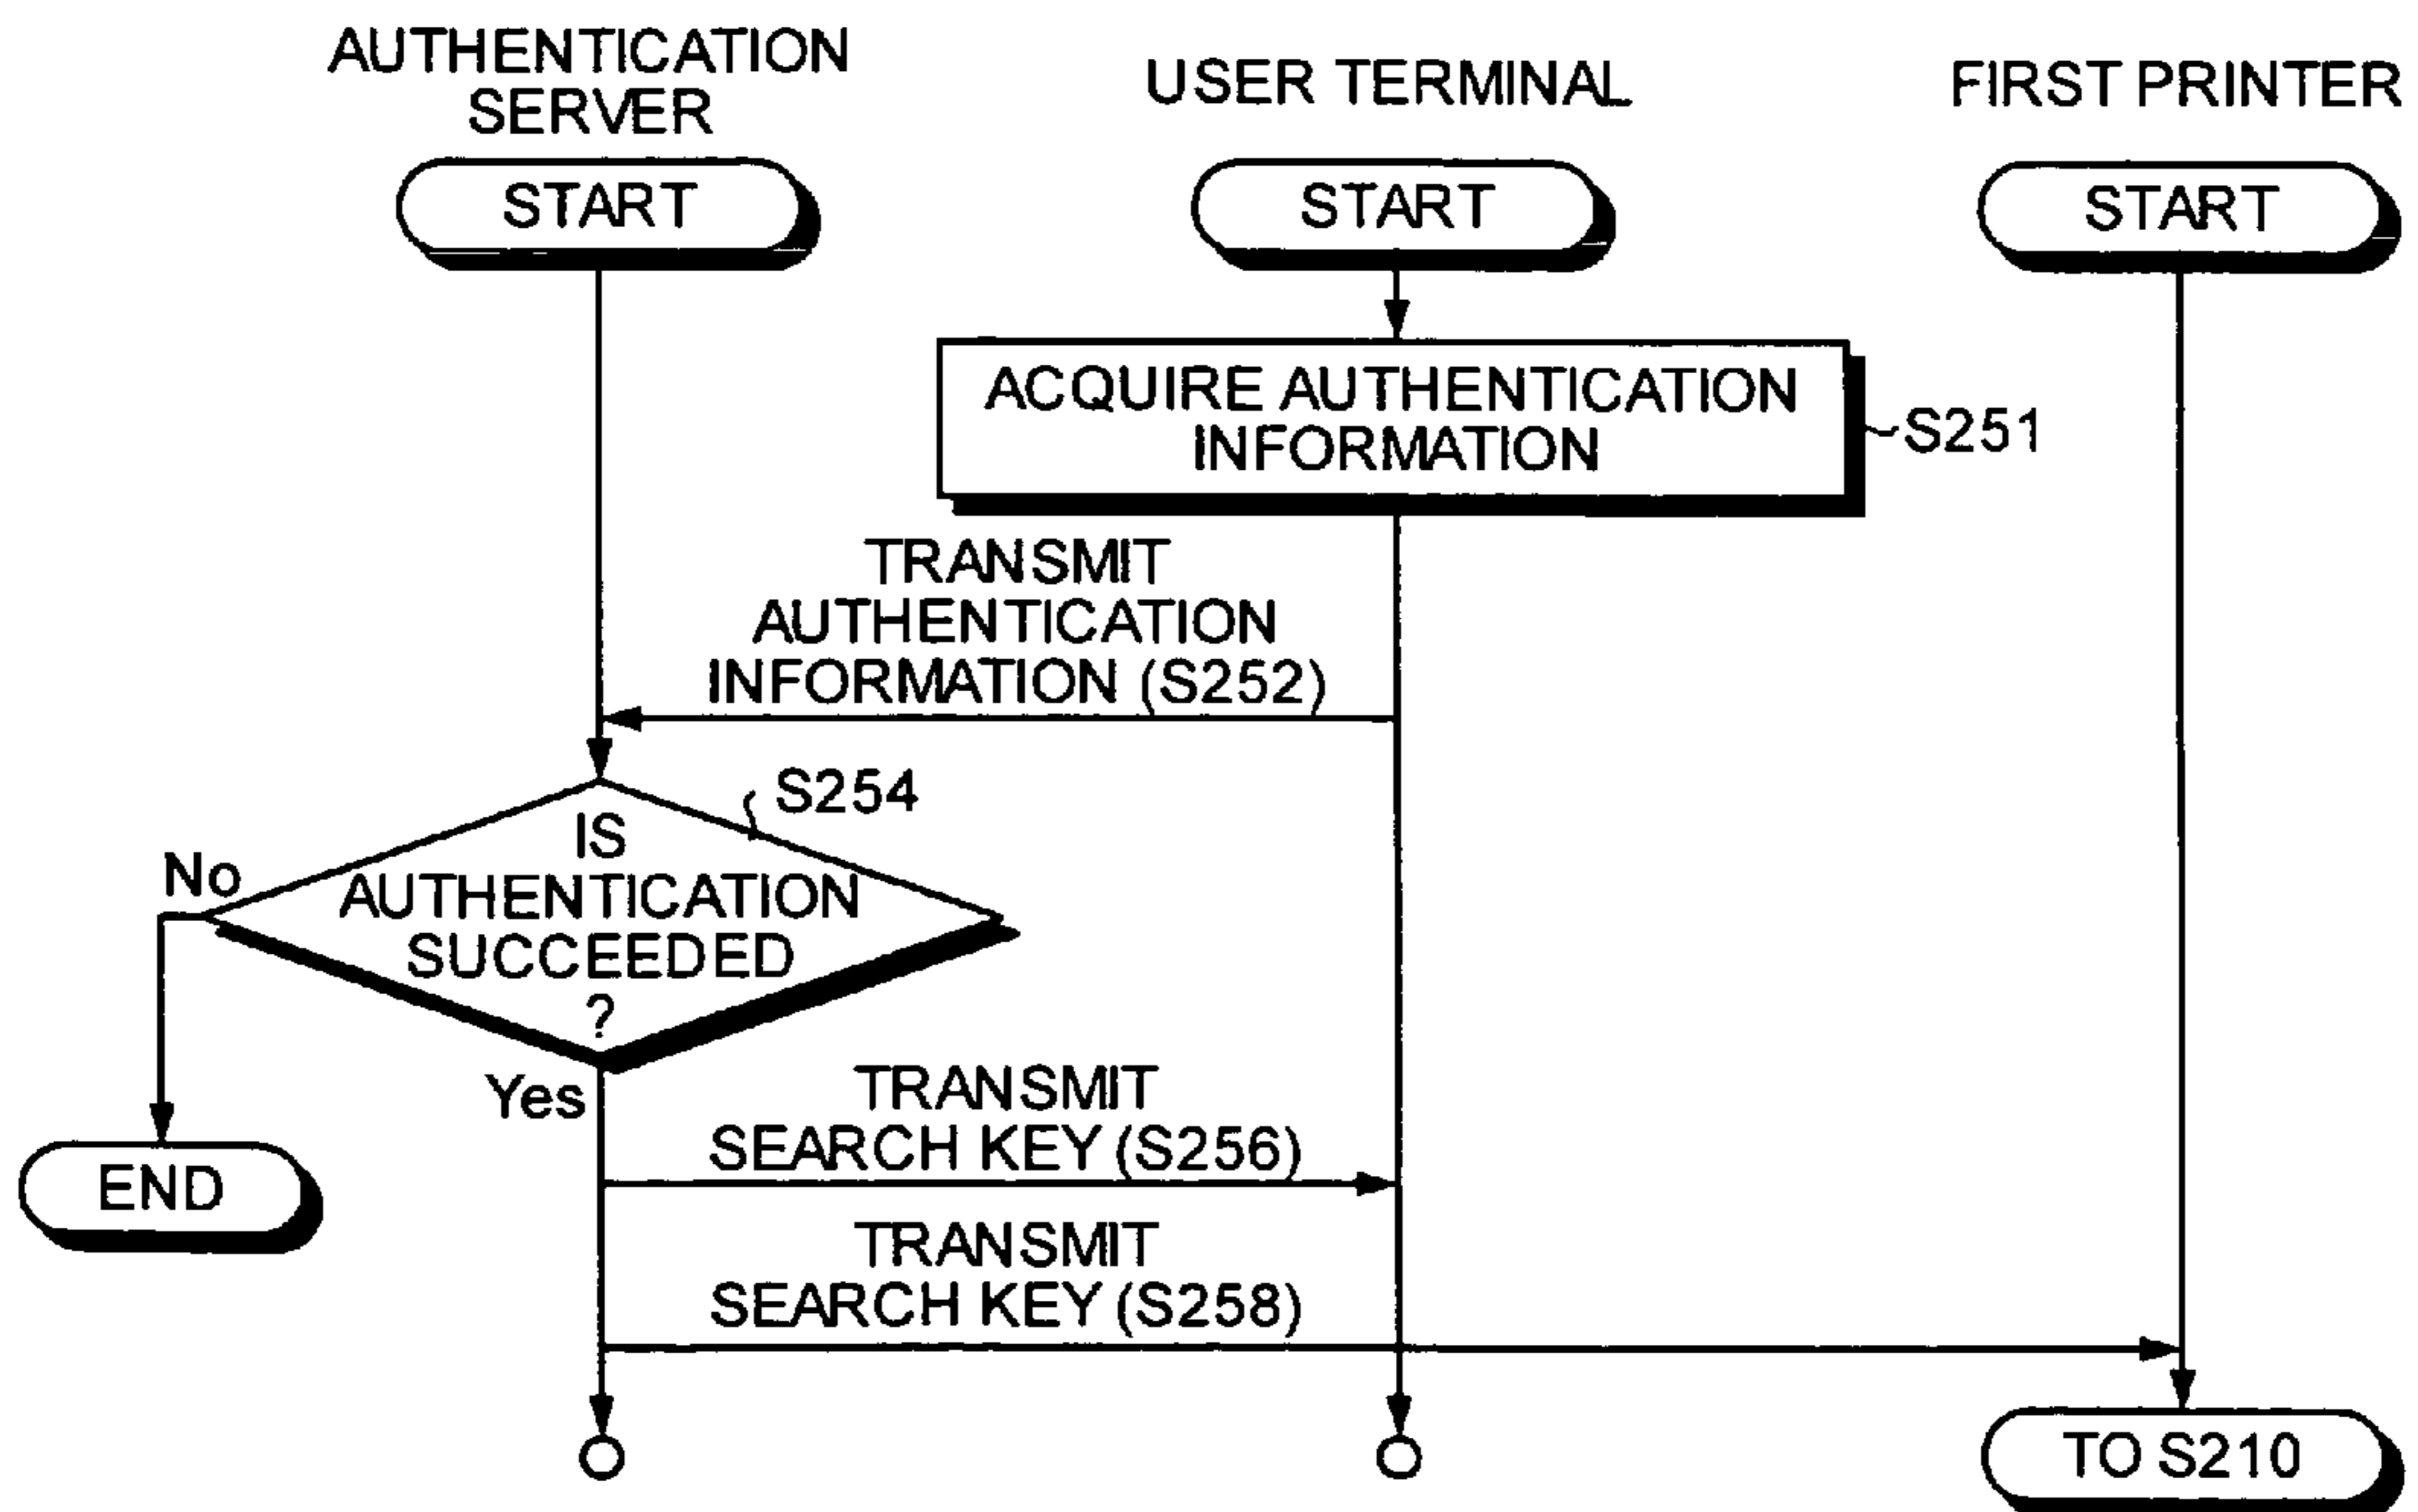 AUTHENTICATION
SERVER
USER TERMINAL
FIRST PRINTER
START
START
START
ACQUIRE AUTHENTICATION
INFORMATION
S251
TRANSMIT
AUTHENTICATION
INFORMATION (S252)
S254
IS
AUTHENTICATION
SUCCEEDED
?
No
Yes
TRANSMIT
SEARCH KEY (S256)
END
TRANSMIT
SEARCH KEY (S258)
TO S210